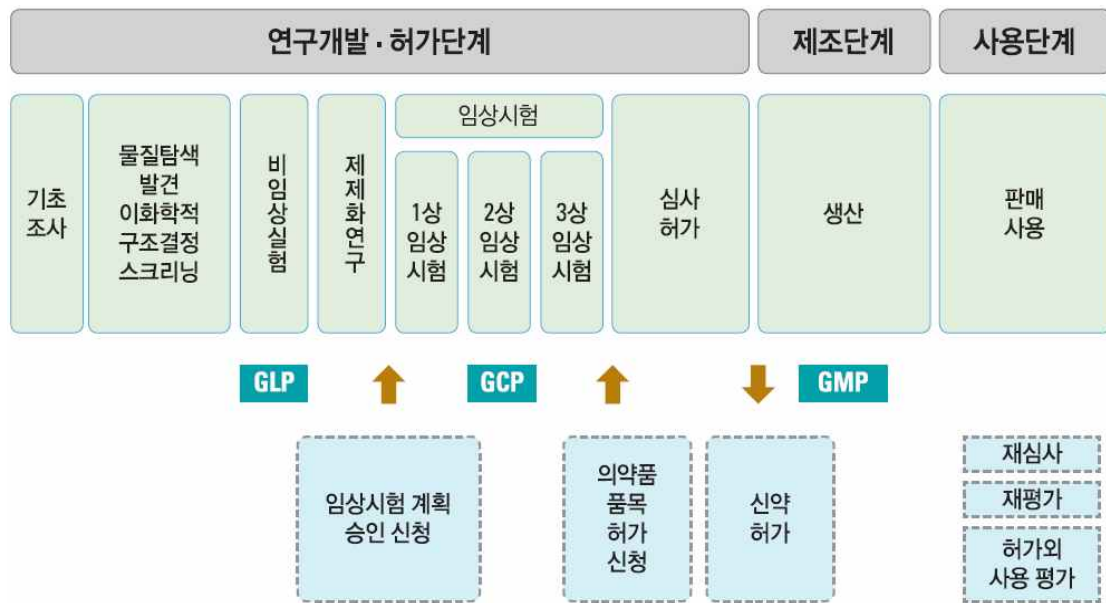 연구개발 · 허가단계
제조단계
사용단계
기초
조사
물질탐색
발견
이화학적
구조결정
스크리닝
비임상실험
제제화연구
임상시험
1상
임상
시험
2상
임상
시험
3상
임상
시험
심사
허가
생산
판매
사용
GLP
GCP
GMP
임상시험 계획
승인 신청
의약품
품목
허가
신청
신약
허가
재심사
재평가
허가외
사용 평가